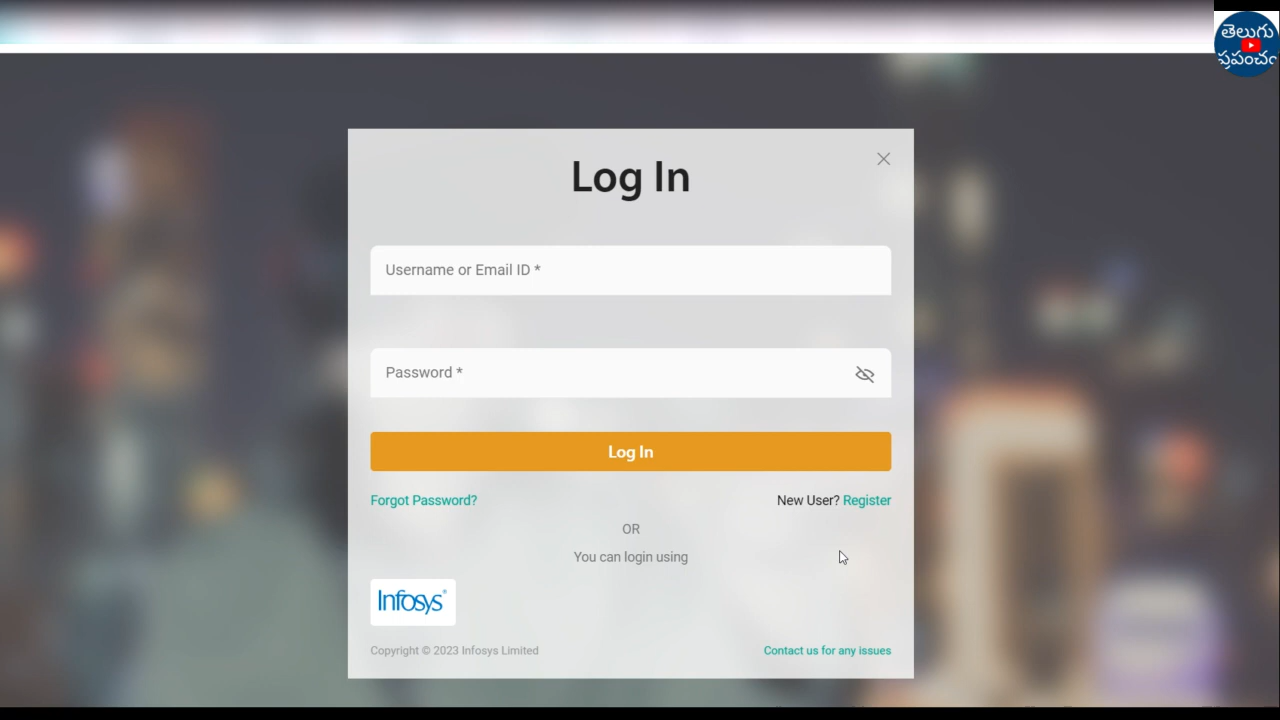 తెలుగు
ప్రపంచం
Log In
Username or Email ID *
Password *
Log In
Forgot Password?
New User? Register
OR
You can login using
Infosys®
Copyright © 2023 Infosys Limited
Contact us for any issues